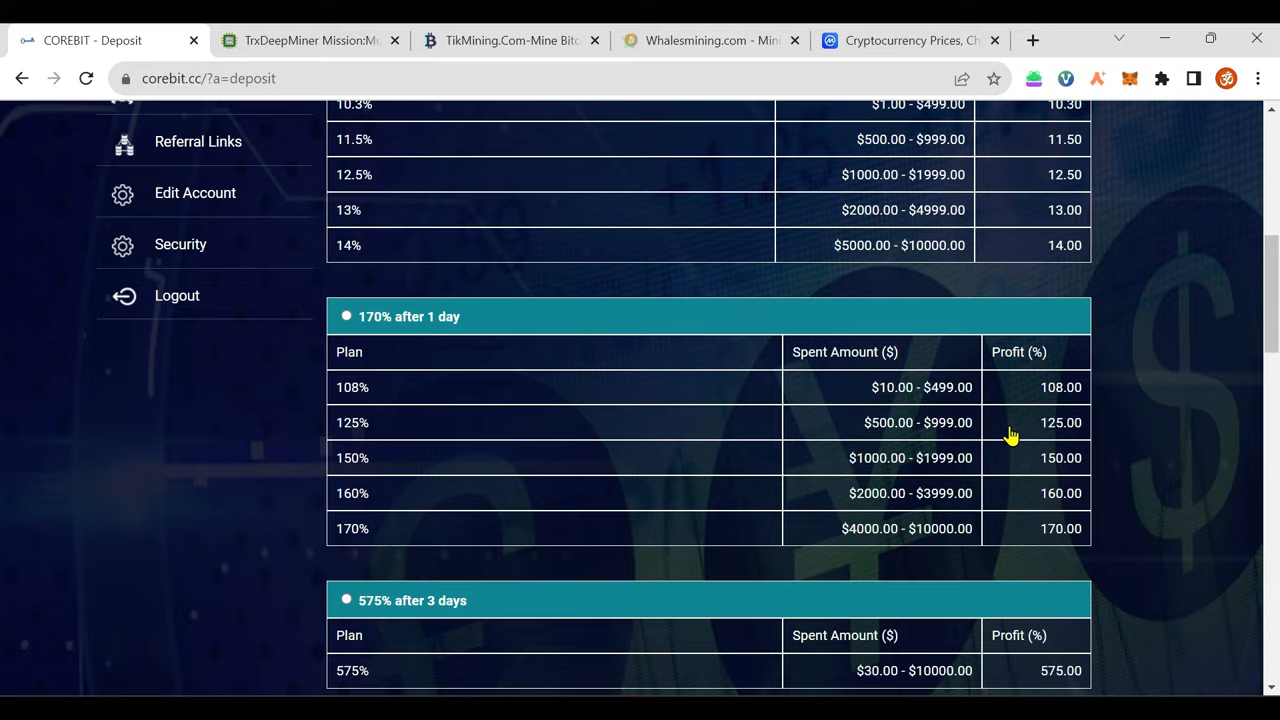 COREBIT - Deposit
TrxDeepMiner Mission:Mu
TikMining.Com-Mine Bitc
Whalesmining.com - Mini
Cryptocurrency Prices, Ch
corebit.cc/?a=deposit
Referral Links
Edit Account
Security
Logout
10.3% $1.00 - $499.00 10.30
11.5% $500.00 - $999.00 11.50
12.5% $1000.00 - $1999.00 12.50
13% $2000.00 - $4999.00 13.00
14% $5000.00 - $10000.00 14.00
170% after 1 day
Plan Spent Amount ($) Profit (%)
108% $10.00 - $499.00 108.00
125% $500.00 - $999.00 125.00
150% $1000.00 - $1999.00 150.00
160% $2000.00 - $3999.00 160.00
170% $4000.00 - $10000.00 170.00
575% after 3 days
Plan Spent Amount ($) Profit (%)
575% $30.00 - $10000.00 575.00